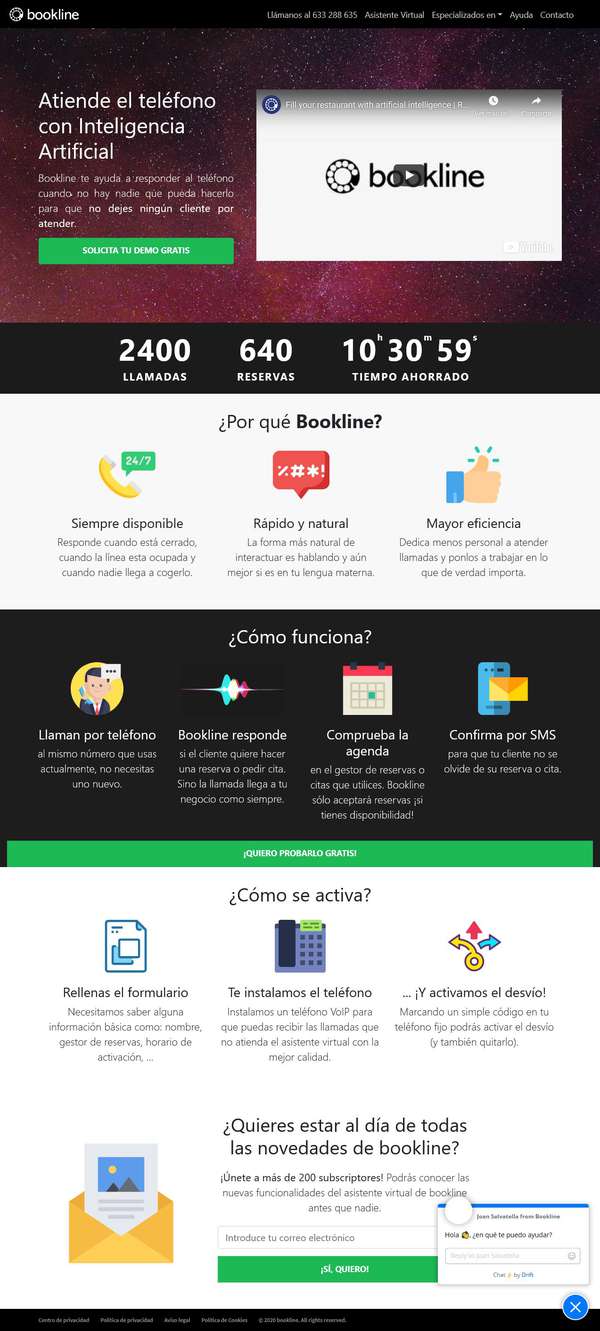 bookline
Llámanos al 633 288 635 Asistente Virtual Especializados en Ayuda Contacto
Atiende el teléfono
con Inteligencia
Artificial
Bookline te ayuda a responder al teléfono
cuando no hay nadie que pueda hacerlo
para que no dejes ningún cliente por
atender.
SOLICITA TU DEMO GRATIS
Fill your restaurant with artificial intelligence | R...
bookline
YouTube
2400
LLAMADAS
640
RESERVAS
10h 30m 59s
TIEMPO AHORRADO
¿Por qué Bookline?
24/7
Siempre disponible
Responde cuando está cerrado,
cuando la línea esta ocupada y
cuando nadie llega a cogerlo.
Rápido y natural
La forma más natural de
interactuar es hablando y aún
mejor si es en tu lengua materna.
Mayor eficiencia
Dedica menos personal a atender
llamadas y ponlos a trabajar en lo
que de verdad importa.
¿Cómo funciona?
Llaman por teléfono
al mismo número que usas
actualmente, no necesitas
uno nuevo.
Bookline responde
si el cliente quiere hacer
una reserva o pedir cita.
Sino la llamada llega a tu
negocio como siempre.
Comprueba la
agenda
en el gestor de reservas o
citas que utilices. Bookline
sólo aceptará reservas ¡si
tienes disponibilidad!
Confirma por SMS
para que tu cliente no se
olvide de su reserva o cita.
¡QUIERO PROBARLO GRATIS!
¿Cómo se activa?
Rellenas el formulario
Necesitamos saber alguna
información básica como: nombre,
gestor de reservas, horario de
activación, ...
Te instalamos el teléfono
Instalamos un teléfono VoIP para
que puedas recibir las llamadas que
no atienda el asistente virtual con la
mejor calidad.
... ¡Y activamos el desvío!
Marcando un simple código en tu
teléfono fijo podrás activar el desvío
(y también quitarlo).
¿Quieres estar al día de todas
las novedades de bookline?
¡Únete a más de 200 subscriptores! Podrás conocer las
nuevas funcionalidades del asistente virtual de bookline
antes que nadie.
Introduce tu correo electrónico
¡SÍ, QUIERO!
Joan Salvatella from Bookline
Hola ¿en qué te puedo ayudar?
Reply to Joan Salvatella
Chat by Drift
Centro de privacidad Política de privacidad Aviso legal Política de Cookies © 2020 bookline. All rights reserved.